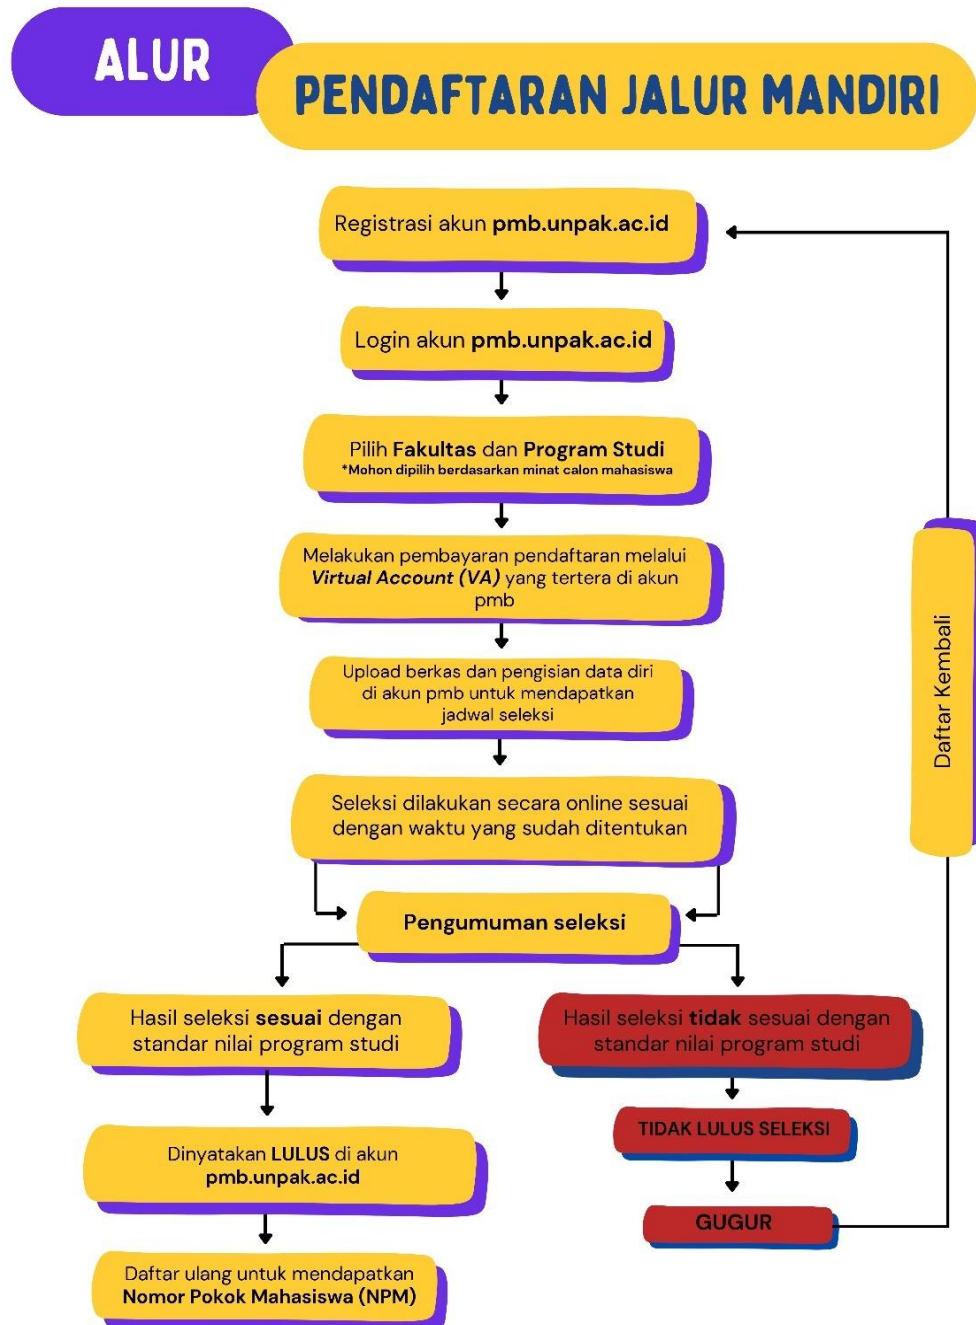 ALUR
PENDAFTARAN JALUR MANDIRI
Registrasi akun pmb.unpak.ac.id
Login akun pmb.unpak.ac.id
Pilih Fakultas dan Program Studi
*Mohon dipilih berdasarkan minat calon mahasiswa
Melakukan pembayaran pendaftaran melalui
Virtual Account (VA) yang tertera di akun
pmb
Upload berkas dan pengisian data diri
di akun pmb untuk mendapatkan
jadwal seleksi
Seleksi dilakukan secara online sesuai
dengan waktu yang sudah ditentukan
Pengumuman seleksi
Hasil seleksi sesuai dengan
standar nilai program studi
Dinyatakan LULUS di akun
pmb.unpak.ac.id
Daftar ulang untuk mendapatkan
Nomor Pokok Mahasiswa (NPM)
Hasil seleksi tidak sesuai dengan
standar nilai program studi
TIDAK LULUS SELEKSI
GUGUR
Daftar Kembali